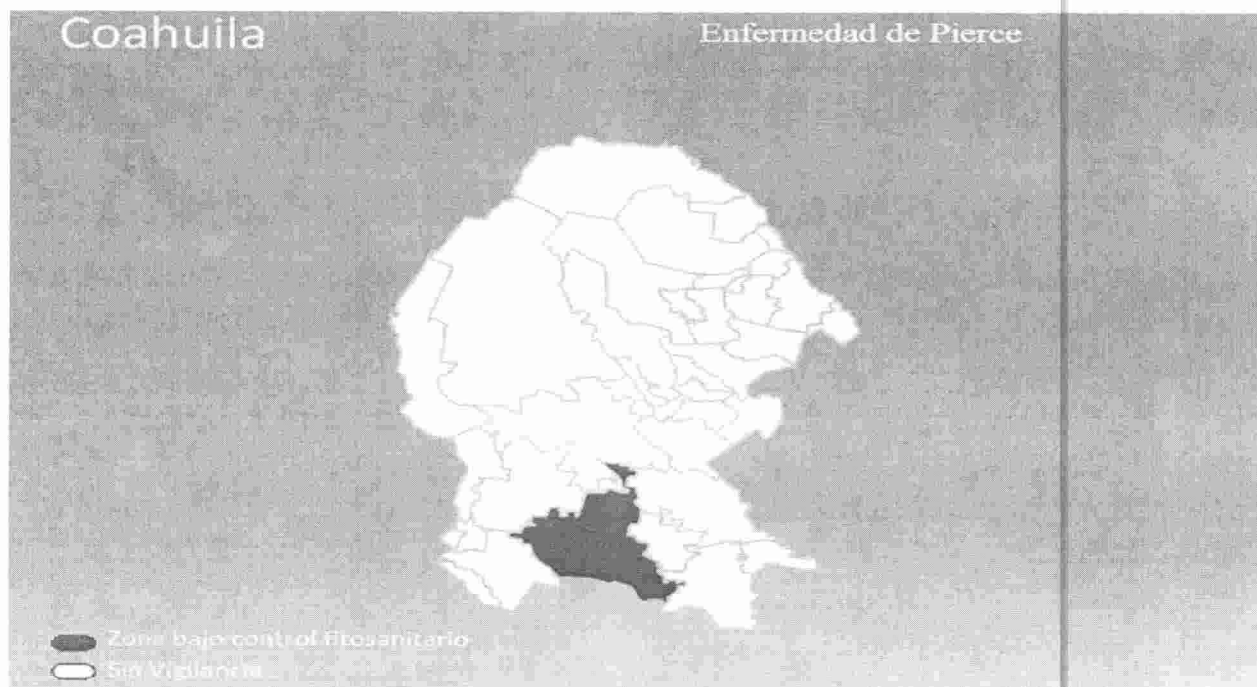 Coahuila
Enfermedad de Pierce
Zona bajo control fitosanitario
Sin Vigilancia